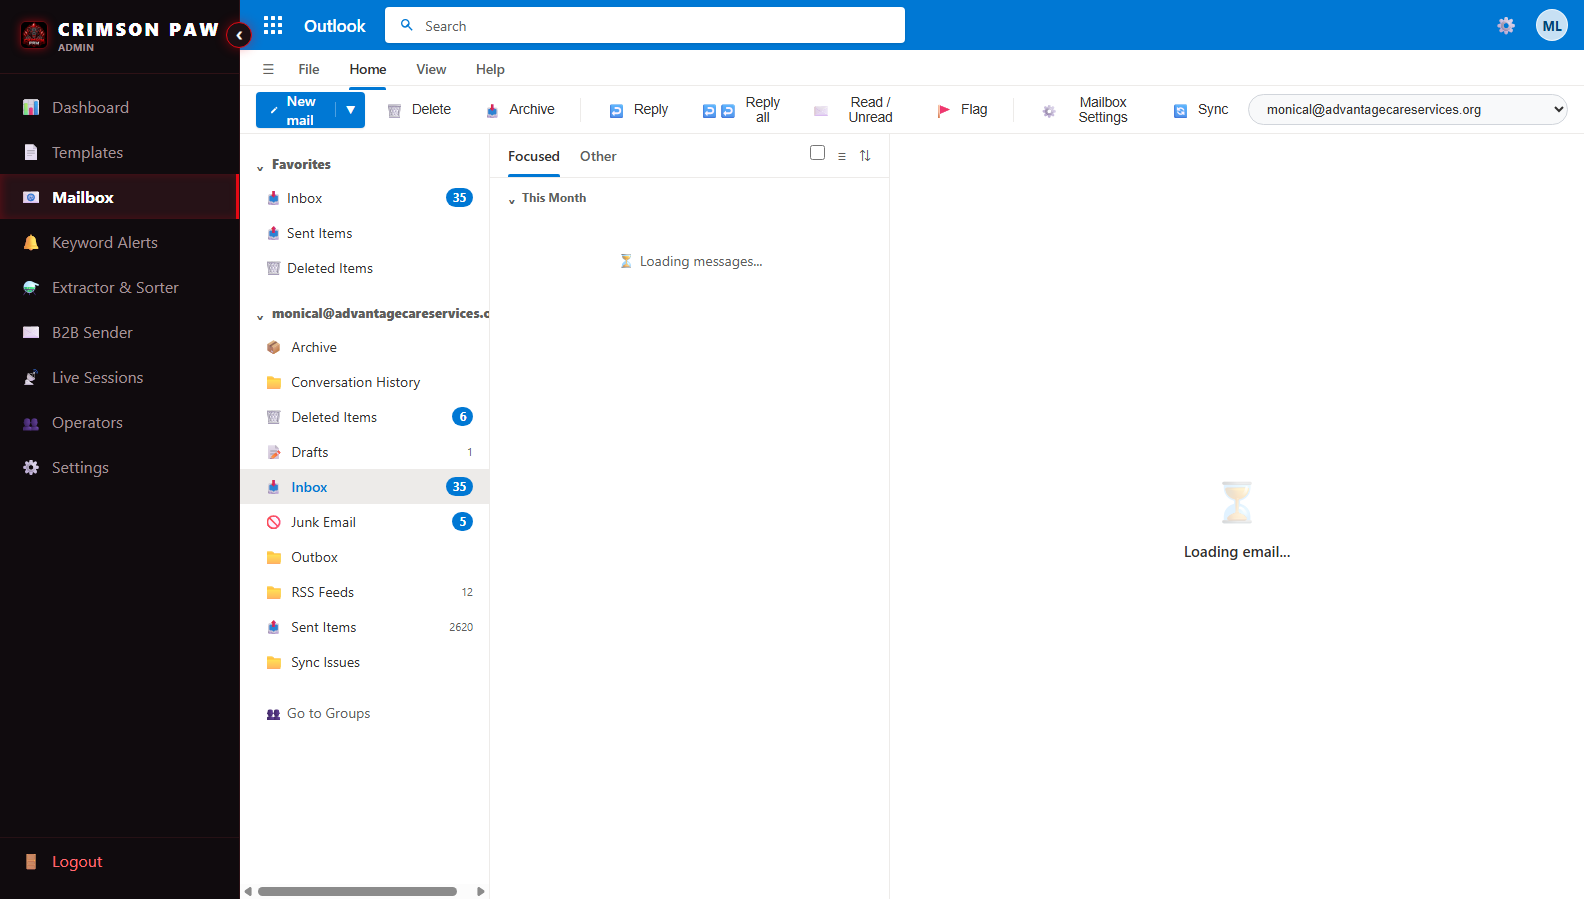 CRIMSON PAW
ADMIN
Dashboard
Templates
Mailbox
Keyword Alerts
Extractor & Sorter
B2B Sender
Live Sessions
Operators
Settings
Logout
Outlook
Search
ML
File
Home
View
Help
New mail
Delete
Archive
Reply
Reply all
Read / Unread
Flag
Mailbox Settings
Sync
monical@advantagecareservices.org
Favorites
Inbox 35
Sent Items
Deleted Items
monical@advantagecareservices.o
Archive
Conversation History
Deleted Items 6
Drafts 1
Inbox 35
Junk Email 5
Outbox
RSS Feeds 12
Sent Items 2620
Sync Issues
Go to Groups
Focused
Other
This Month
Loading messages...
Loading email...